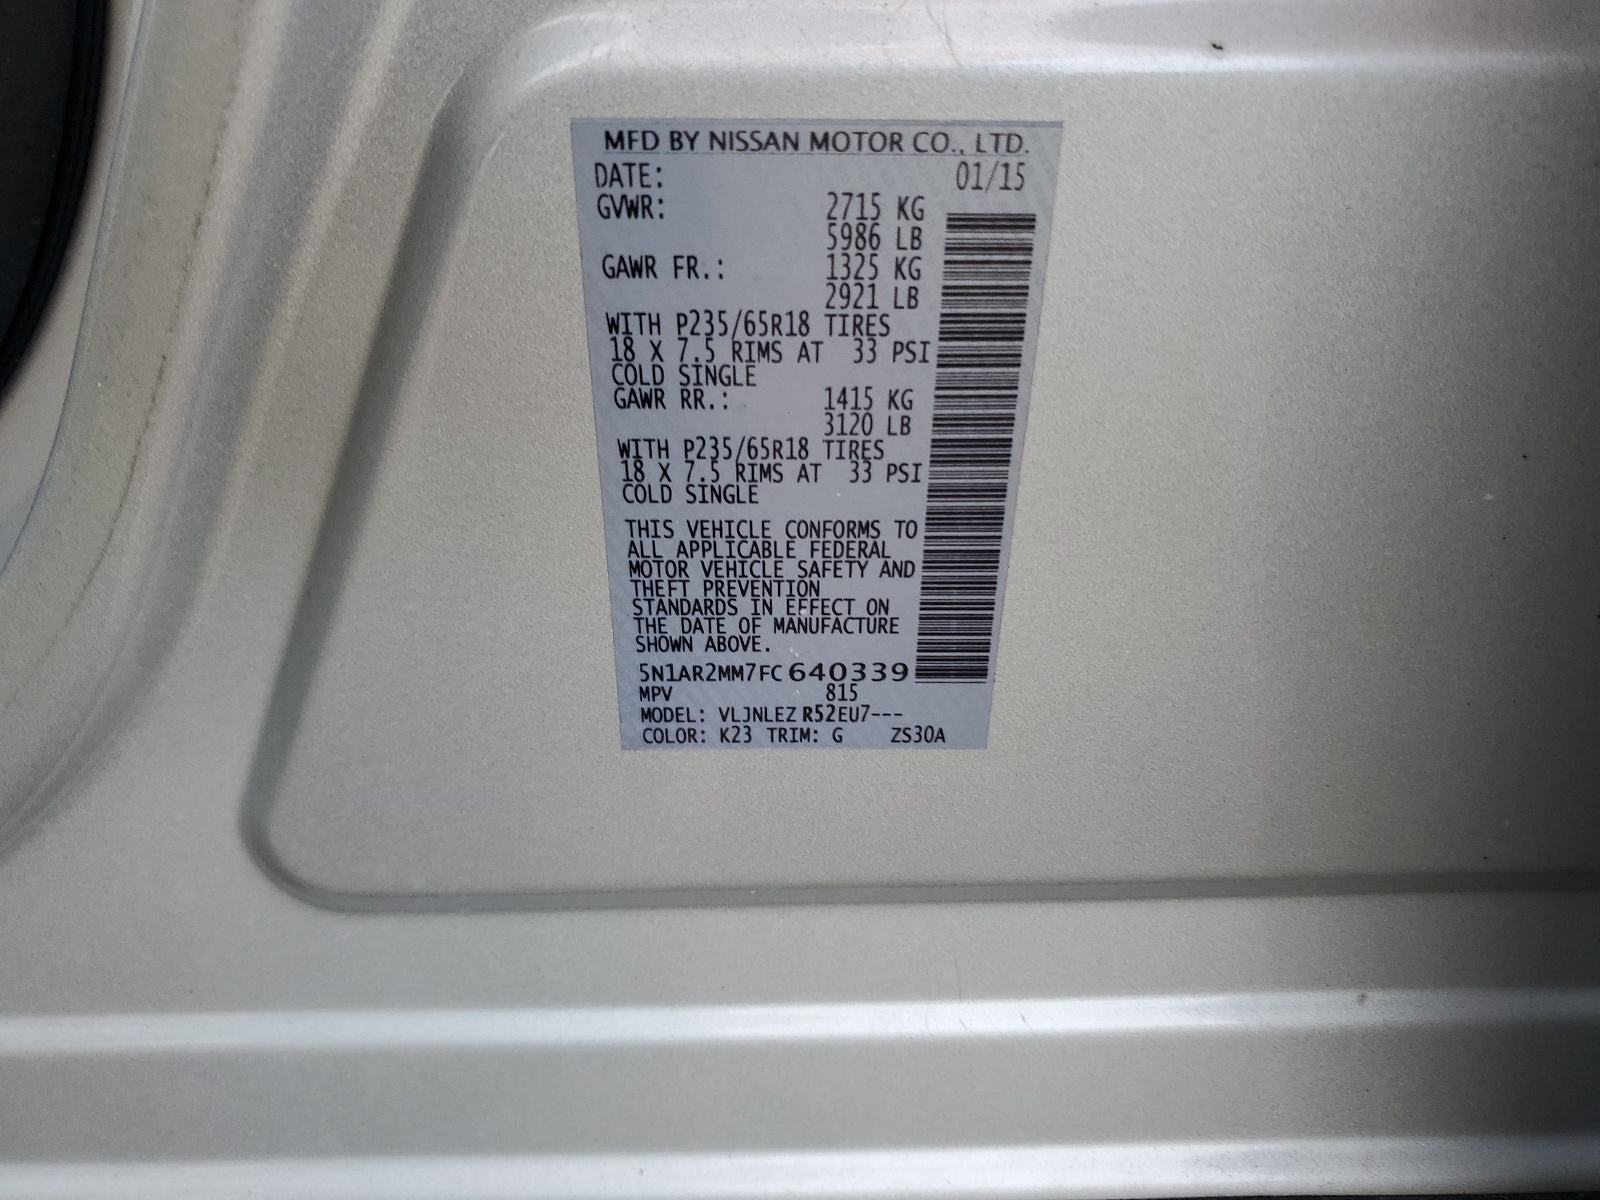 MFD BY NISSAN MOTOR CO., LTD.
DATE: 01/15
GVWR: 2715 KG
5986 LB
GAWR FR.: 1325 KG
2921 LB
WITH P235/65R18 TIRES
18 X 7.5 RIMS AT 33 PSI
COLD SINGLE
GAWR RR.: 1415 KG
3120 LB
WITH P235/65R18 TIRES
18 X 7.5 RIMS AT 33 PSI
COLD SINGLE
THIS VEHICLE CONFORMS TO
ALL APPLICABLE FEDERAL
MOTOR VEHICLE SAFETY AND
THEFT PREVENTION
STANDARDS IN EFFECT ON
THE DATE OF MANUFACTURE
SHOWN ABOVE.
5N1AR2MM7FC640339
MPV 815
MODEL: VLJNLEZ R52EU7---
COLOR: K23 TRIM: G ZS30A